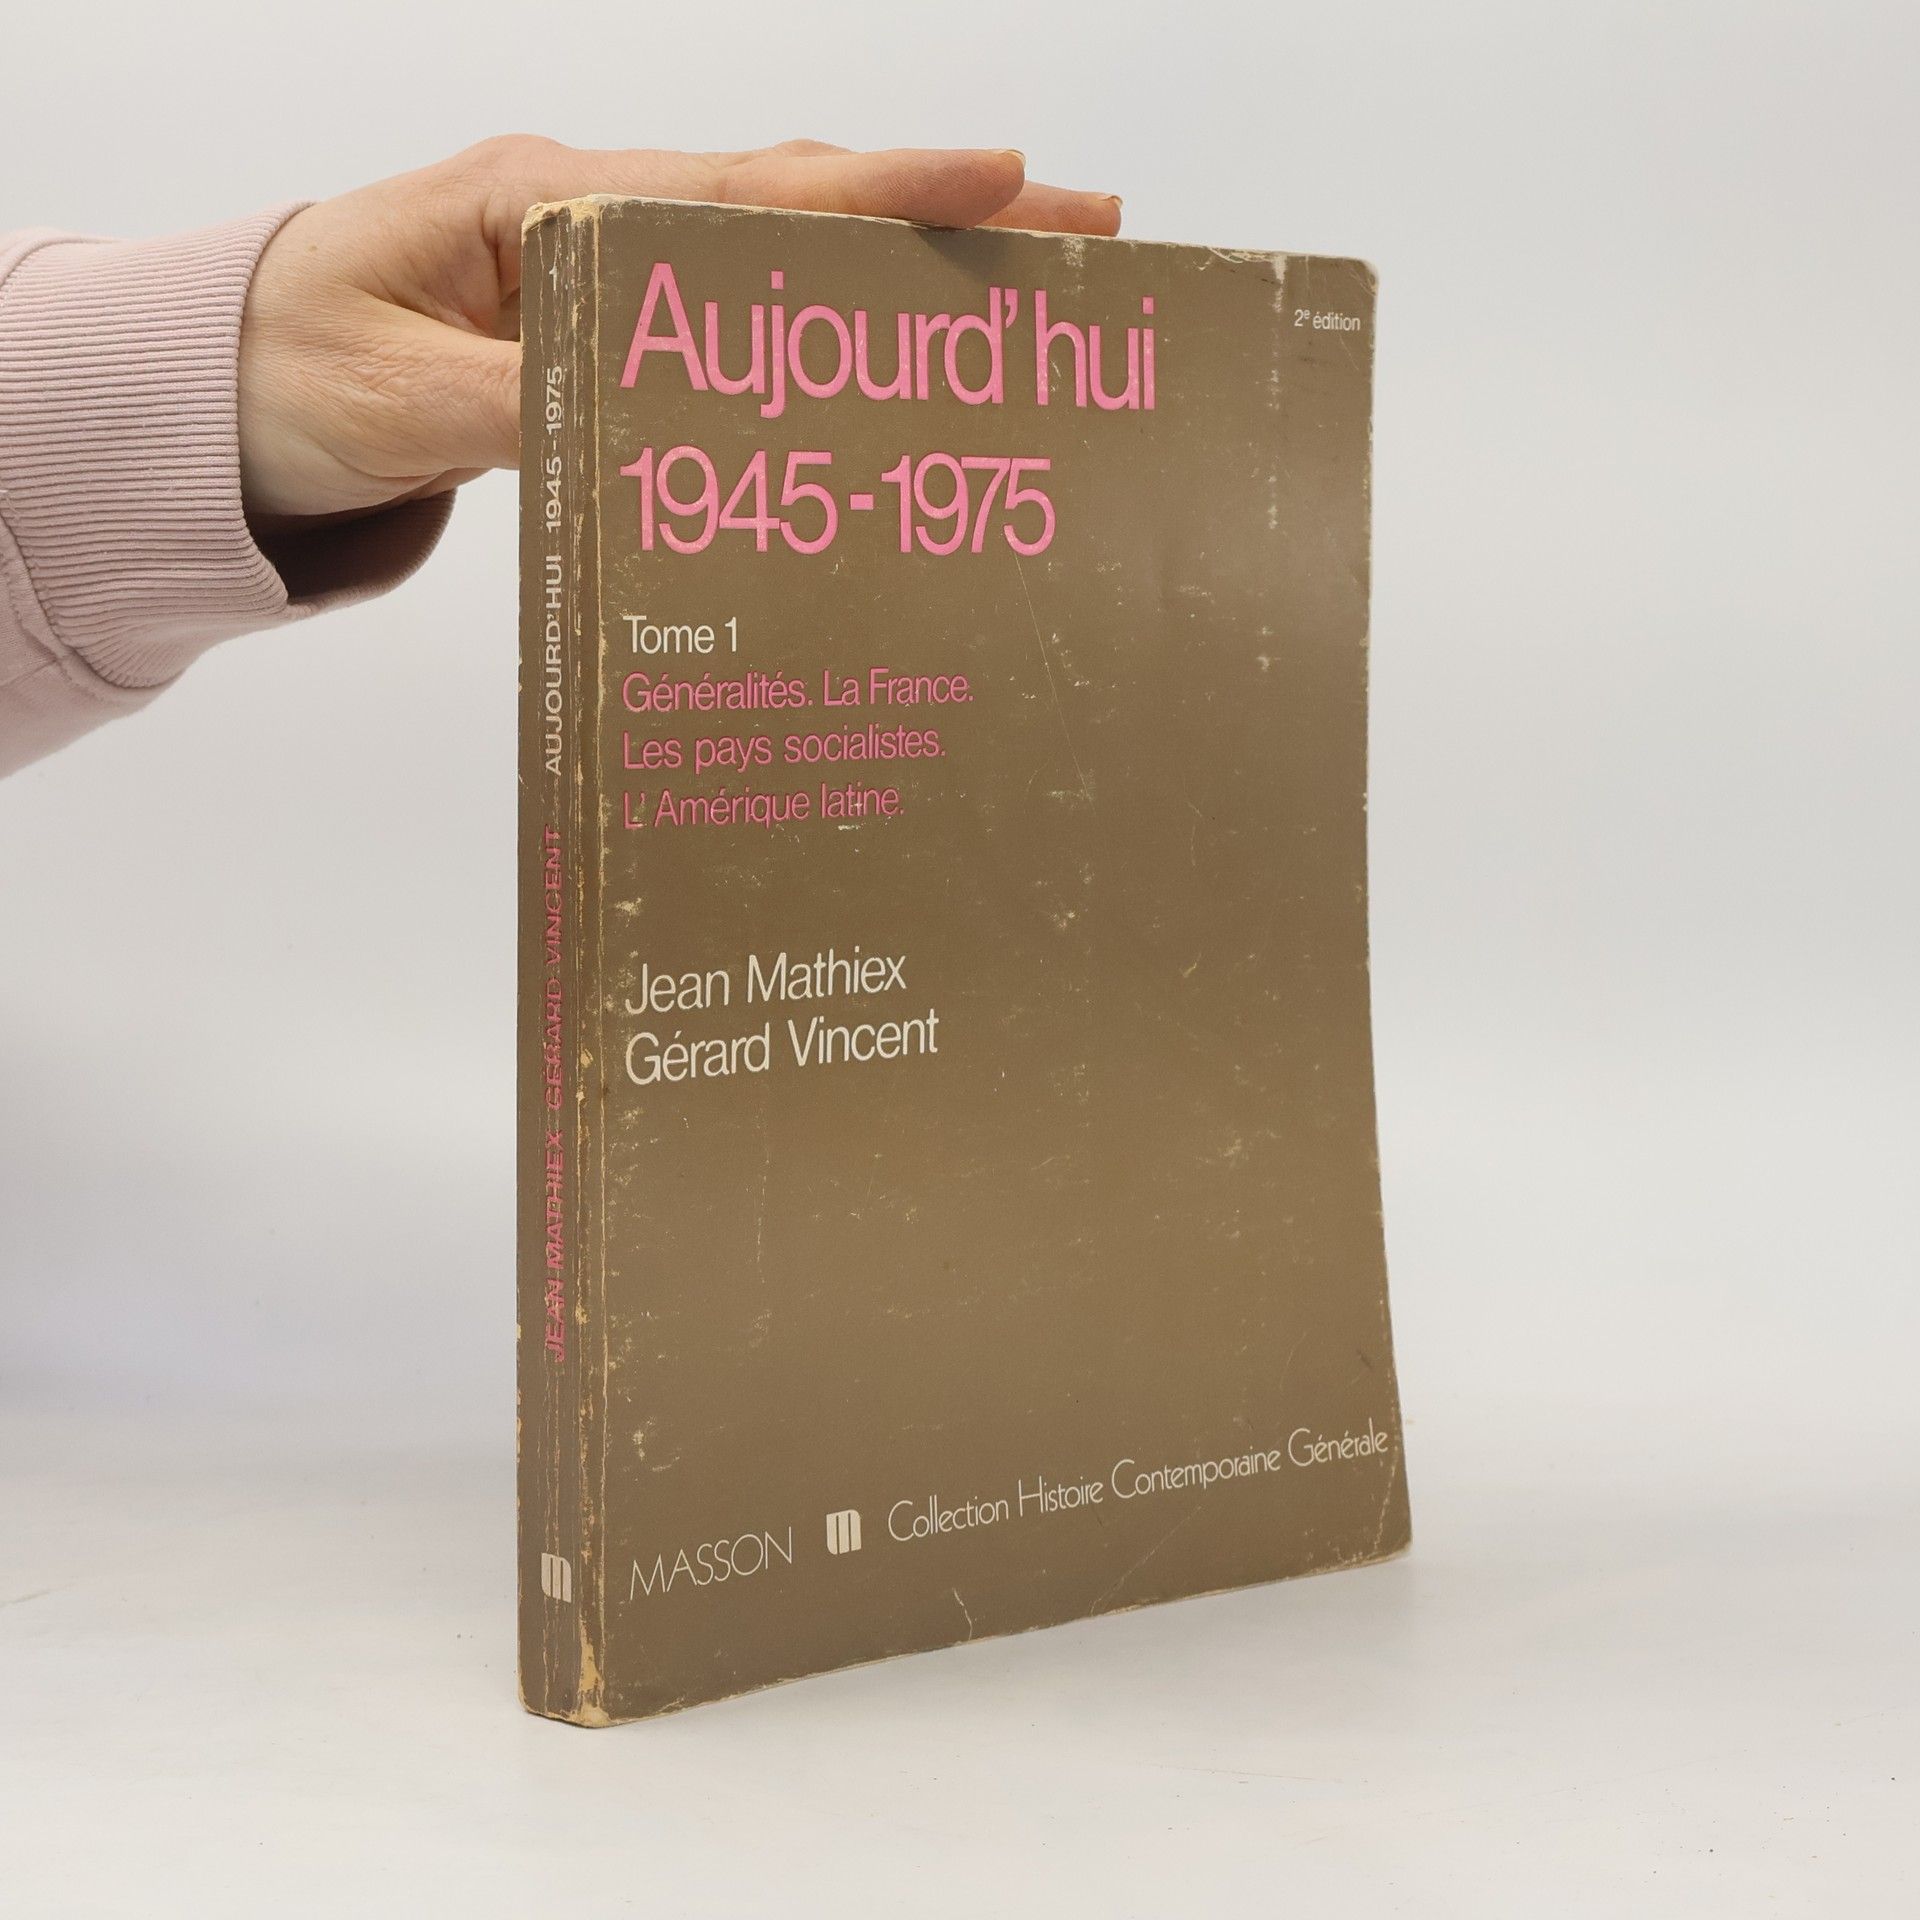 Aujourd'hui
2e édition
1945-1975
Tome 1
Généralités. La France.
Les pays socialistes.
L'Amérique latine.
Jean Mathiex
Gérard Vincent
MASSON m Collection Histoire Contemporaine Générale
JEAN MATHIEX GÉRARD VINCENT AUJOURD'HUI 1945-1975 1
m